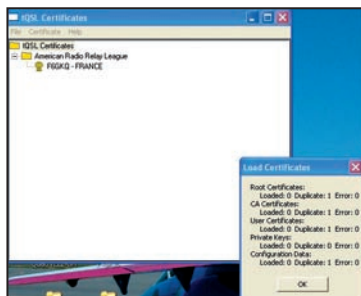 tQSL Certificates
File Certificate Help
tQSL Certificates
American Radio Relay League
F6GKQ - FRANCE
Load Certificates
Root Certificates:
Loaded: 0 Duplicate: 1 Error: 0
CA Certificates:
Loaded: 0 Duplicate: 1 Error: 0
User Certificates:
Loaded: 0 Duplicate: 1 Error: 0
Private Keys:
Loaded: 0 Duplicate: 0 Error: 0
Configuration Data:
Loaded: 0 Duplicate: 1 Error: 0
OK